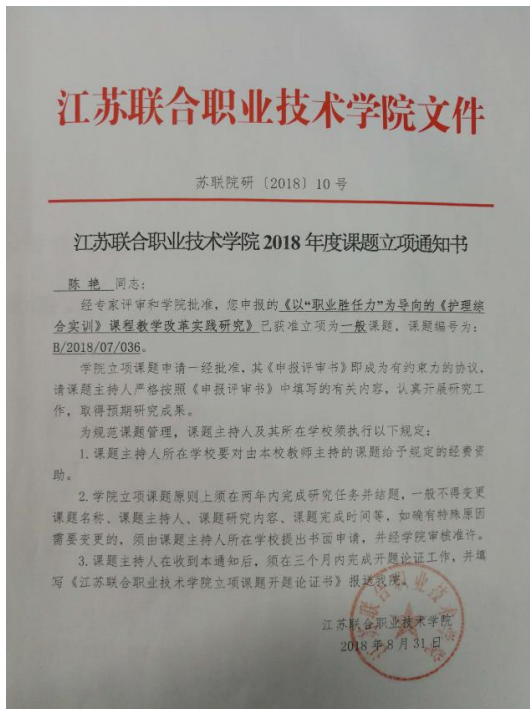 江苏联合职业技术学院文件
苏联院研〔2018〕10号
江苏联合职业技术学院2018年度课题立项通知书
陈艳 同志：
经专家评审和学院批准，您申报的《以“职业胜任力”为导向的《护理综
合实训》课程教学改革实践研究》已获准立项为一般课题，课题编号为：
B/2018/07/036。
学院立项课题申请一经批准，其《申报评审书》即成为有约束力的协议，
请课题主持人严格按照《申报评审书》中填写的有关内容，认真开展研究工
作，取得预期研究成果。
为规范课题管理，课题主持人及其所在学校须执行以下规定：
1.课题主持人所在学校要对由本校教师主持的课题给予规定的经费资
助。
2.学院立项课题原则上须在两年内完成研究任务并结题，一般不得变更
课题名称、课题主持人、课题研究内容、课题完成时间等，如确有特殊原因
需要变更的，须由课题主持人所在学校提出书面申请，并经学院审核准许。
3.课题主持人在收到本通知后，须在三个月内完成开题论证工作，并填
写《江苏联合职业技术学院立项课题开题论证书》报送我院。
江苏联合职业技术学院
2018年8月31日
江苏联合职业技术学院